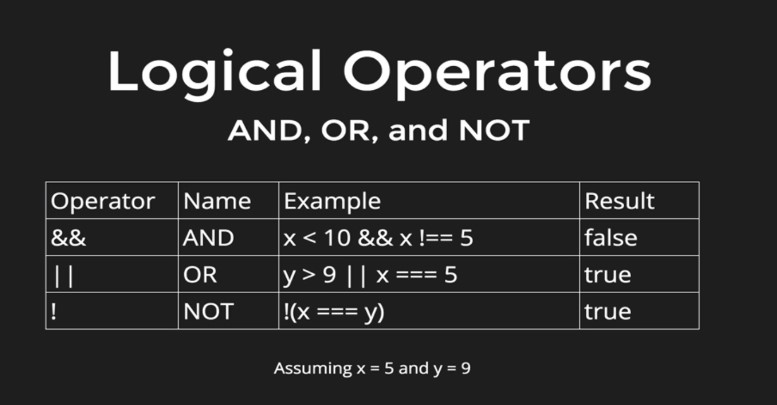 Logical Operators
AND, OR, and NOT
Operator Name Example Result
&& AND x < 10 && x !== 5 false
|| OR y > 9 || x === 5 true
! NOT !(x === y) true
Assuming x = 5 and y = 9